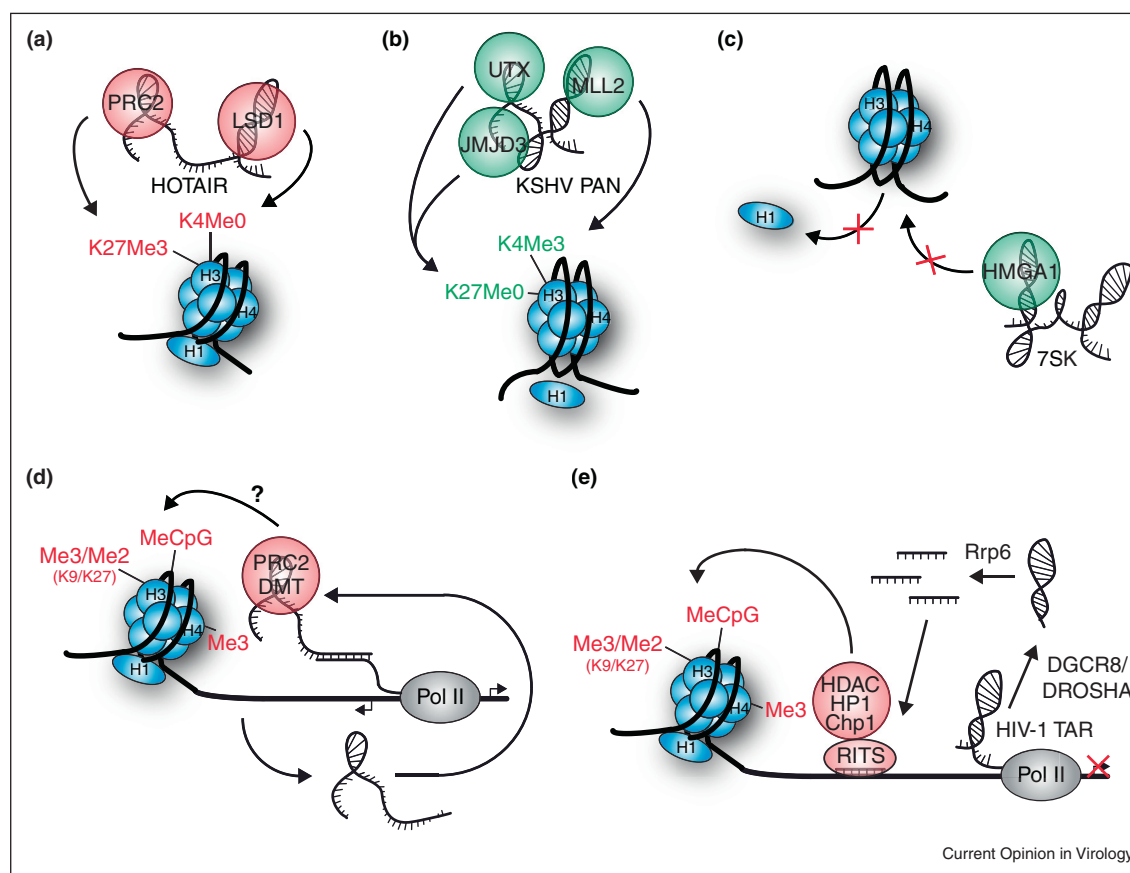 (a)
PRC2
LSD1
HOTAIR
K4Me0
K27Me3
H3
H4
H1
(b)
UTX
MLL2
JMJD3
KSHV PAN
K4Me3
K27Me0
H3
H4
H1
(c)
H3
H4
H1
HMGA1
7SK
(d)
?
MeCpG
PRC2
DMT
Me3/Me2
(K9/K27)
H3
H4
Me3
H1
Pol II
(e)
Rrp6
MeCpG
Me3/Me2
(K9/K27)
H3
H4
Me3
H1
HDAC
HP1
Chp1
RITS
DGCR8/
DROSHA
HIV-1 TAR
Pol II
Current Opinion in Virology